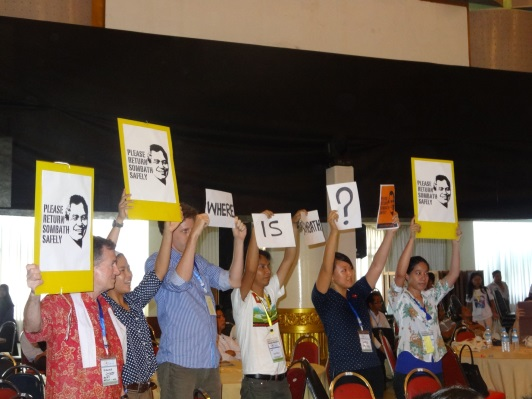 PLEASE
RETURN
SOMBATH
SAFELY
PLEASE
RETURN
SOMBATH
SAFELY
WHERE
IS
?
PLEASE
RETURN
SOMBATH
SAFELY